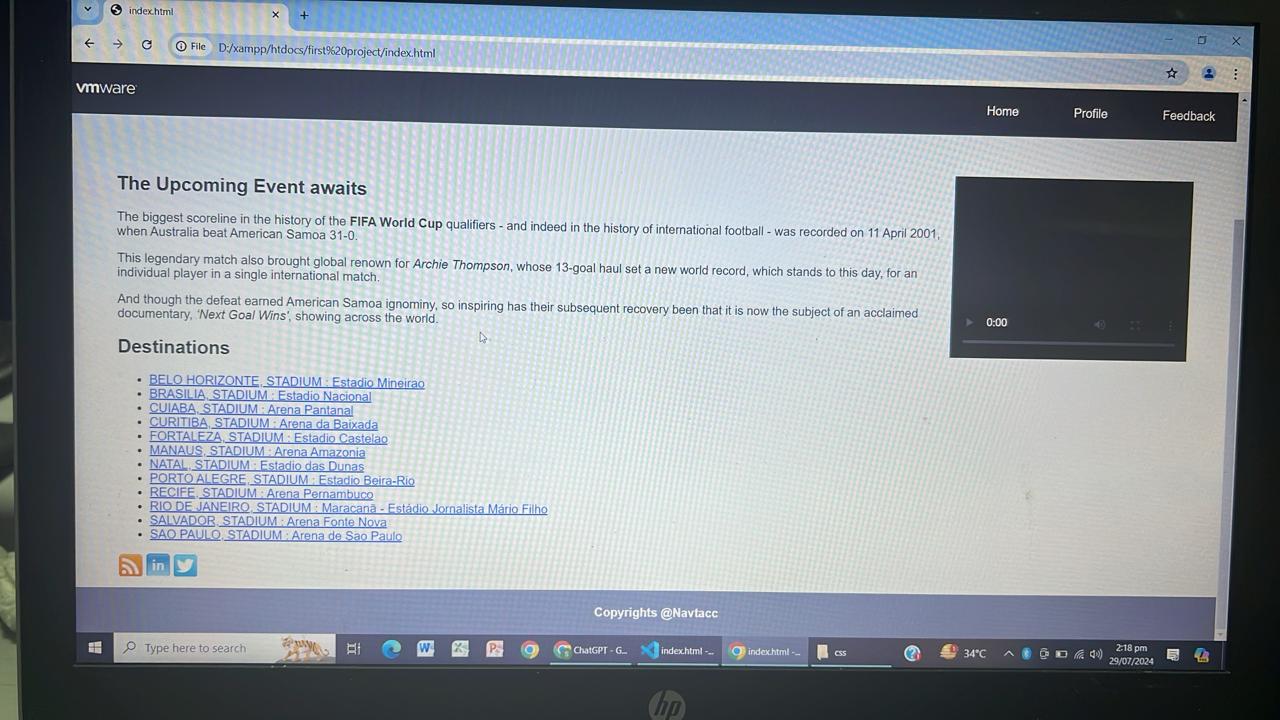 index.html
File D:/xampp/htdocs/first%20project/index.html
vmware
Home Profile Feedback
The Upcoming Event awaits
The biggest scoreline in the history of the FIFA World Cup qualifiers - and indeed in the history of international football - was recorded on 11 April 2001,
when Australia beat American Samoa 31-0.
This legendary match also brought global renown for Archie Thompson, whose 13-goal haul set a new world record, which stands to this day, for an
individual player in a single international match.
And though the defeat earned American Samoa ignominy, so inspiring has their subsequent recovery been that it is now the subject of an acclaimed
documentary, 'Next Goal Wins', showing across the world.
0:00
Destinations
BELO HORIZONTE, STADIUM : Estadio Mineirao
BRASILIA, STADIUM : Estadio Nacional
CUIABA, STADIUM : Arena Pantanal
CURITIBA, STADIUM : Arena da Baixada
FORTALEZA, STADIUM : Estadio Castelao
MANAUS, STADIUM : Arena Amazonia
NATAL, STADIUM : Estadio das Dunas
PORTO ALEGRE, STADIUM : Estadio Beira-Rio
RECIFE, STADIUM : Arena Pernambuco
RIO DE JANEIRO, STADIUM : Maracanã - Estádio Jornalista Mário Filho
SALVADOR, STADIUM : Arena Fonte Nova
SAO PAULO, STADIUM : Arena de Sao Paulo
in
Copyrights @Navtacc
Type here to search ChatGPT - G... index.html -... index.html -... css 34°C 2:18 pm
29/07/2024
hp